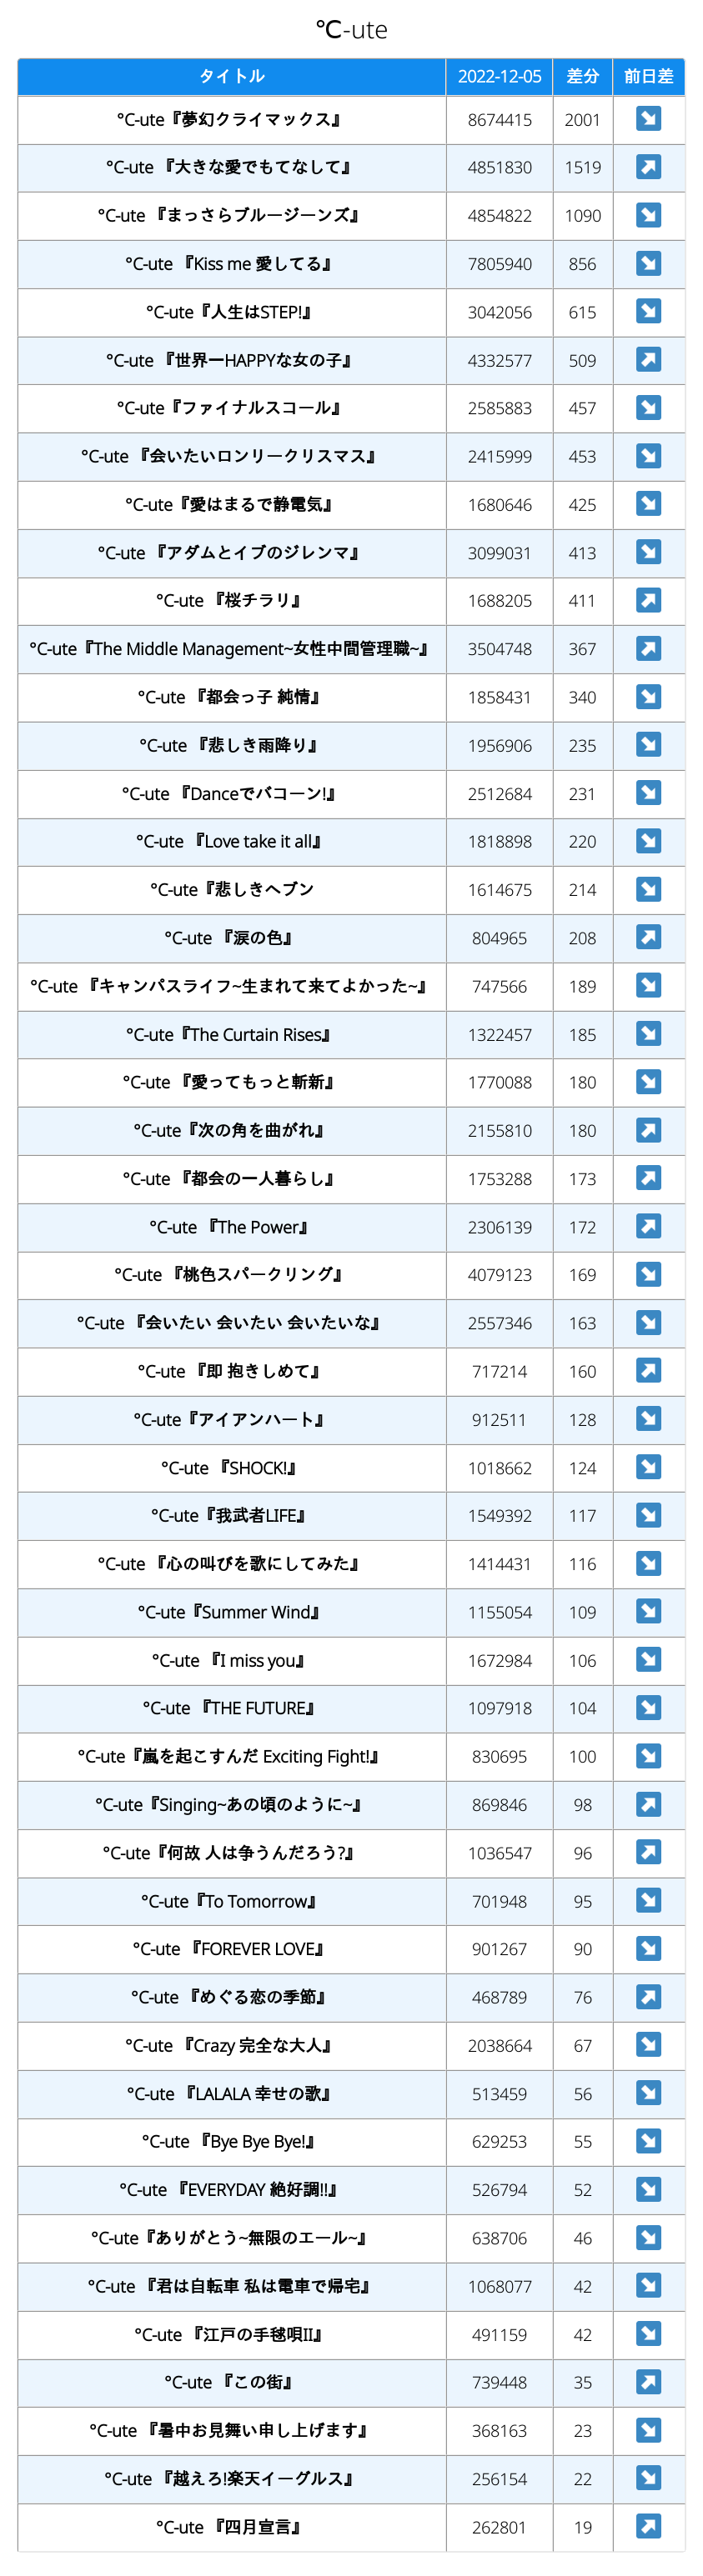 ℃-ute
タイトル 2022-12-05 差分 前日差
°C-ute『夢幻クライマックス』 8674415 2001 ↘
°C-ute 『大きな愛でもてなして』 4851830 1519 ↗
°C-ute 『まっさらブルージーンズ』 4854822 1090 ↘
°C-ute 『Kiss me 愛してる』 7805940 856 ↘
°C-ute『人生はSTEP!』 3042056 615 ↘
°C-ute 『世界一HAPPYな女の子』 4332577 509 ↗
°C-ute『ファイナルスコール』 2585883 457 ↘
°C-ute 『会いたいロンリークリスマス』 2415999 453 ↘
°C-ute『愛はまるで静電気』 1680646 425 ↘
°C-ute 『アダムとイブのジレンマ』 3099031 413 ↘
°C-ute 『桜チラリ』 1688205 411 ↗
°C-ute『The Middle Management~女性中間管理職~』 3504748 367 ↗
°C-ute 『都会っ子 純情』 1858431 340 ↘
°C-ute 『悲しき雨降り』 1956906 235 ↘
°C-ute 『Danceでバコーン!』 2512684 231 ↘
°C-ute 『Love take it all』 1818898 220 ↘
°C-ute『悲しきヘブン 1614675 214 ↘
°C-ute 『涙の色』 804965 208 ↗
°C-ute 『キャンパスライフ~生まれて来てよかった~』 747566 189 ↘
°C-ute『The Curtain Rises』 1322457 185 ↘
°C-ute 『愛ってもっと斬新』 1770088 180 ↘
°C-ute『次の角を曲がれ』 2155810 180 ↗
°C-ute 『都会の一人暮らし』 1753288 173 ↗
°C-ute 『The Power』 2306139 172 ↗
°C-ute 『桃色スパークリング』 4079123 169 ↘
°C-ute 『会いたい 会いたい 会いたいな』 2557346 163 ↘
°C-ute 『即 抱きしめて』 717214 160 ↗
°C-ute『アイアンハート』 912511 128 ↘
°C-ute 『SHOCK!』 1018662 124 ↘
°C-ute『我武者LIFE』 1549392 117 ↘
°C-ute 『心の叫びを歌にしてみた』 1414431 116 ↘
°C-ute『Summer Wind』 1155054 109 ↘
°C-ute 『I miss you』 1672984 106 ↘
°C-ute 『THE FUTURE』 1097918 104 ↘
°C-ute『嵐を起こすんだ Exciting Fight!』 830695 100 ↘
°C-ute『Singing~あの頃のように~』 869846 98 ↗
°C-ute『何故 人は争うんだろう?』 1036547 96 ↗
°C-ute『To Tomorrow』 701948 95 ↘
°C-ute 『FOREVER LOVE』 901267 90 ↘
°C-ute 『めぐる恋の季節』 468789 76 ↗
°C-ute 『Crazy 完全な大人』 2038664 67 ↘
°C-ute 『LALALA 幸せの歌』 513459 56 ↘
°C-ute 『Bye Bye Bye!』 629253 55 ↘
°C-ute 『EVERYDAY 絶好調!!』 526794 52 ↘
°C-ute『ありがとう~無限のエール~』 638706 46 ↘
°C-ute 『君は自転車 私は電車で帰宅』 1068077 42 ↘
°C-ute 『江戸の手毬唄II』 491159 42 ↘
°C-ute 『この街』 739448 35 ↗
°C-ute 『暑中お見舞い申し上げます』 368163 23 ↘
°C-ute 『越えろ!楽天イーグルス』 256154 22 ↘
°C-ute 『四月宣言』 262801 19 ↗